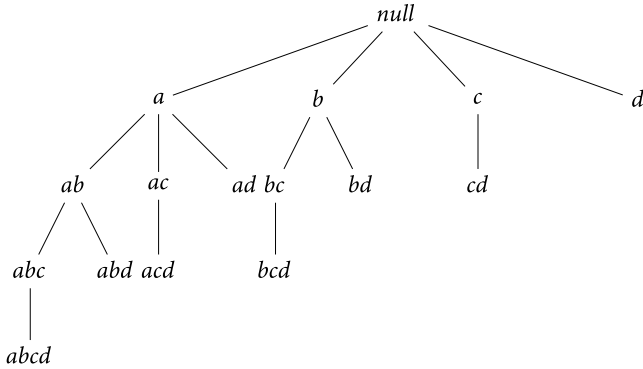 null
a b c d
ab ac ad bc bd cd
abc abd acd bcd
abcd